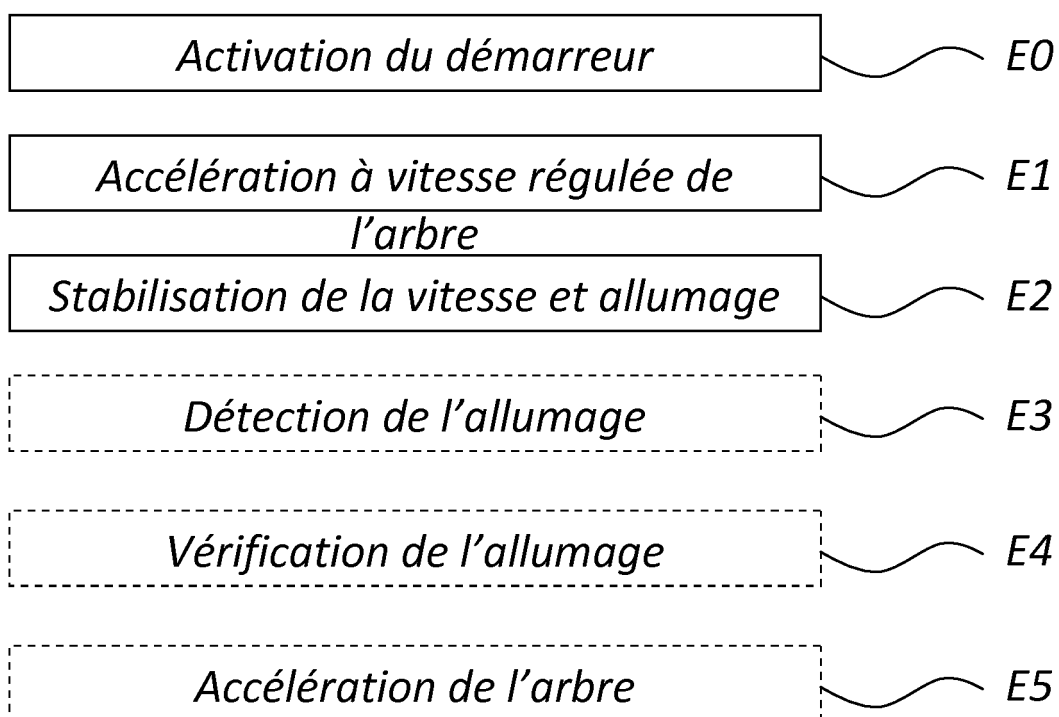 Activation du démarreur E0
Accélération à vitesse régulée de E1
l'arbre
Stabilisation de la vitesse et allumage E2
Détection de l'allumage E3
Vérification de l'allumage E4
Accélération de l'arbre E5